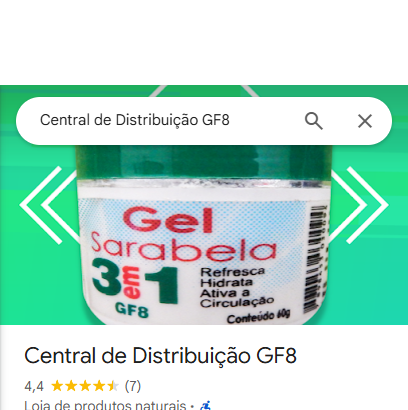 Central de Distribuição GF8
Gel
Sarabela
3 em 1
GF8
Refresca
Hidrata
Ativa a
Circulação
Conteúdo 60g
Central de Distribuição GF8
4,4 (7)
Loja de produtos naturais ·